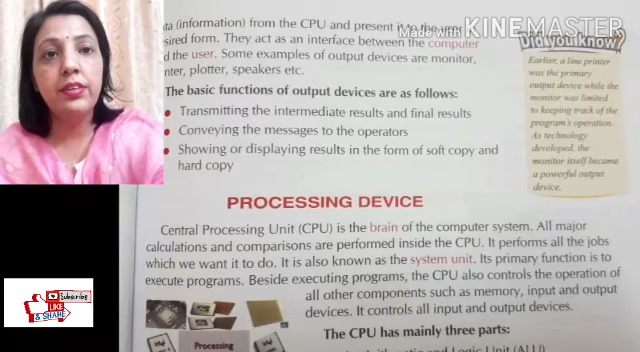 (information) from the CPU and present it to the
Made with KINEMASTER
form. They act as an interface between the computer
the user. Some examples of output devices are monitor,
plotter, speakers etc.
The basic functions of output devices are as follows:
• Transmitting the intermediate results and final results
• Conveying the messages to the operators
• Showing or displaying results in the form of soft copy and
hard copy
Did you know?
Earlier, a line printer
was the primary
output device while the
monitor was limited
to keeping track of the
program's operation.
As technology
developed, the
monitor itself became
a powerful output
device.
PROCESSING DEVICE
Central Processing Unit (CPU) is the brain of the computer system. All major
calculations and comparisons are performed inside the CPU. It performs all the jobs
which we want it to do. It is also known as the system unit. Its primary function is to
execute programs. Beside executing programs, the CPU also controls the operation of
all other components such as memory, input and output
devices. It controls all input and output devices.
The CPU has mainly three parts:
and Logic Unit (ALU)
Processing
Subscribe
LIKE
& SHARE